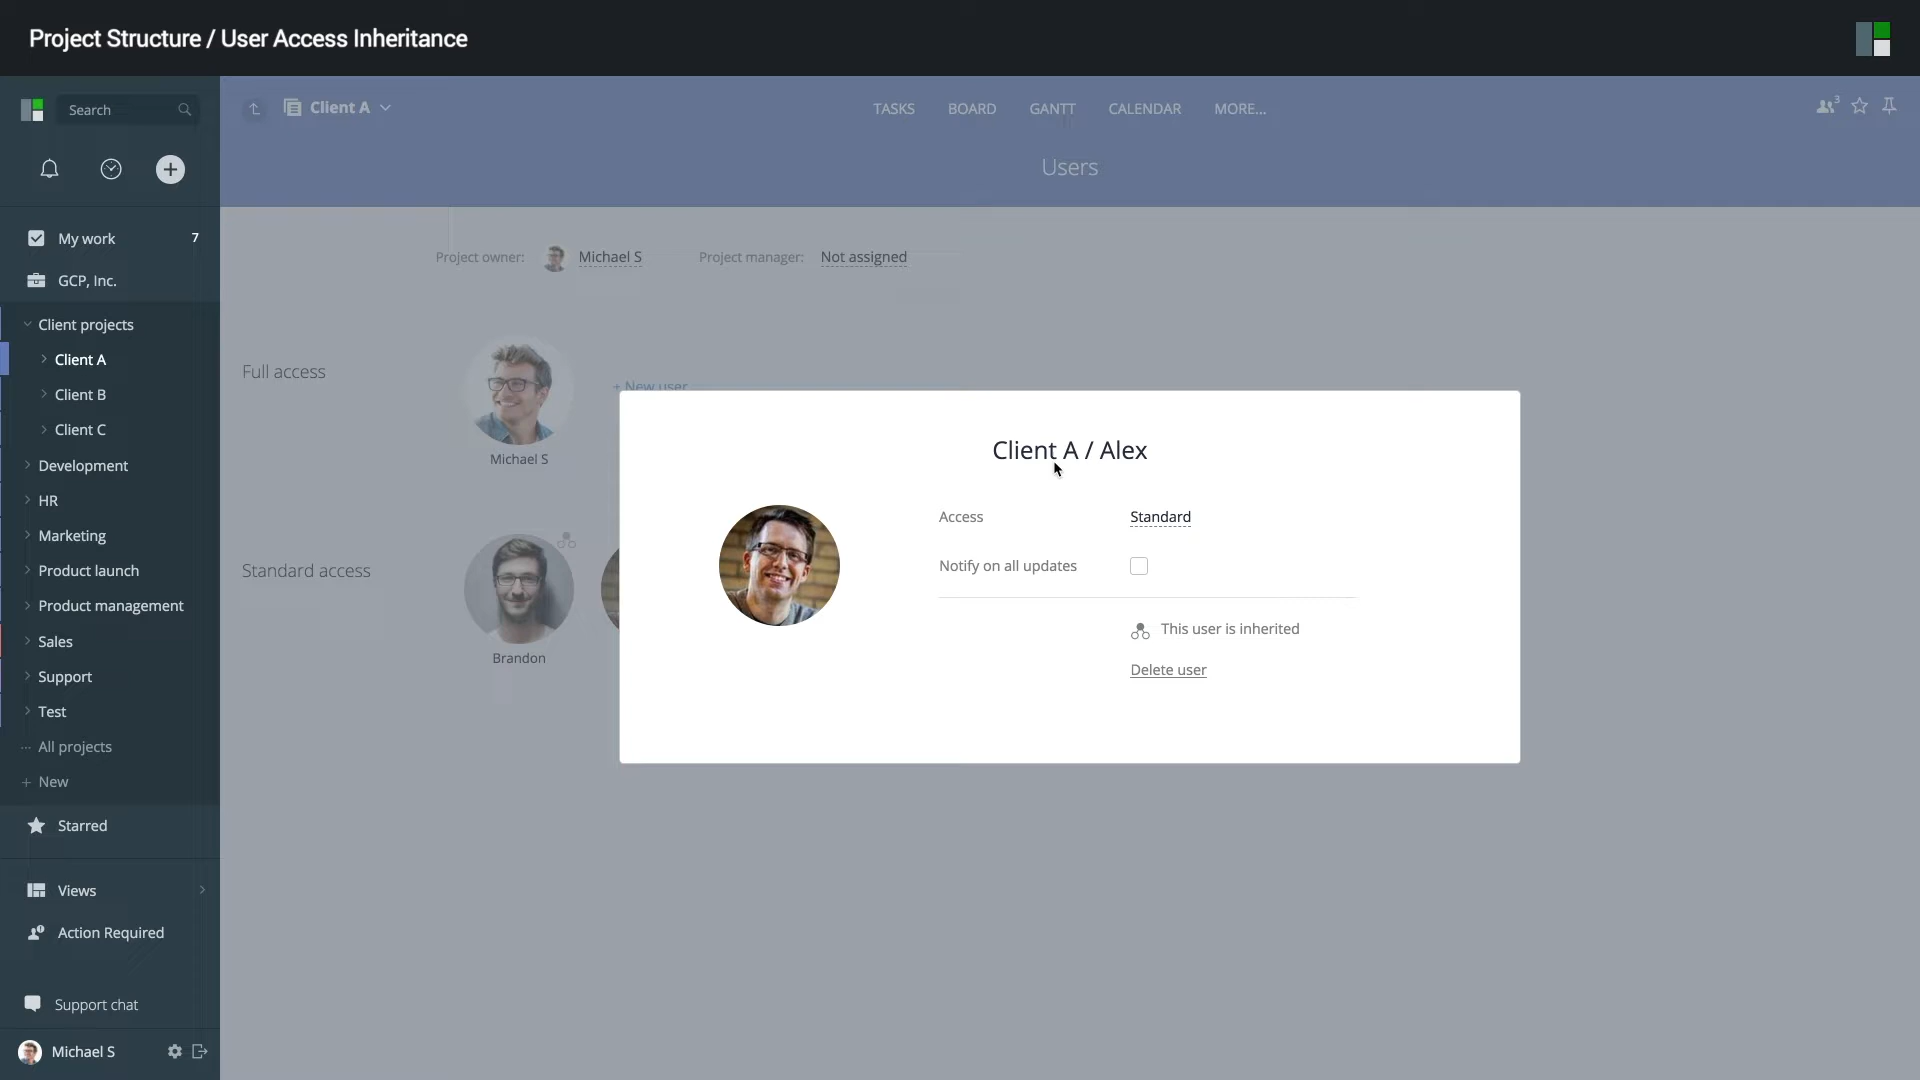 Project Structure / User Access Inheritance
Search
Client A
TASKS BOARD GANTT CALENDAR MORE...
3
Users
My work 7
GCP, Inc.
Client projects
Client A
Client B
Client C
Development
HR
Marketing
Product launch
Product management
Sales
Support
Test
··· All projects
+ New
Starred
Views
Action Required
Support chat
Michael S
Project owner: Michael S Project manager: Not assigned
Full access
Michael S
+ New user
Standard access
Brandon
Client A / Alex
Access Standard
Notify on all updates
This user is inherited
Delete user